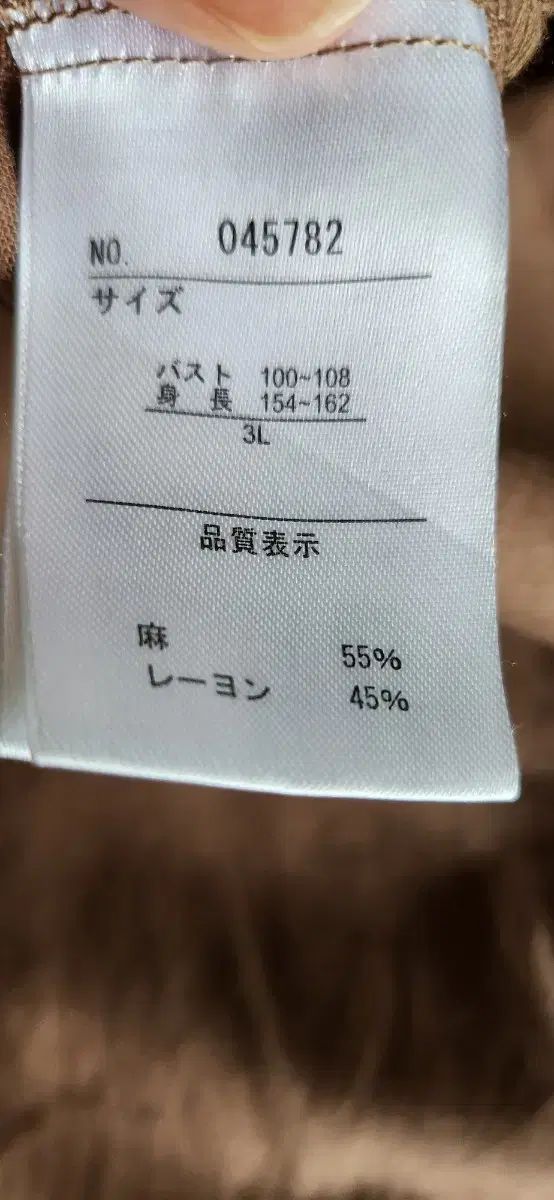 NO. 045782
サイズ
バスト 100~108
身長 154~162
3L
品質表示
麻 55%
レーヨン 45%